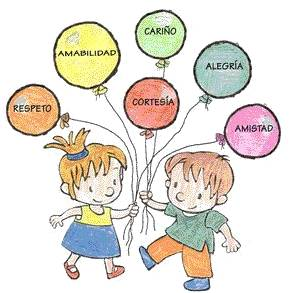 CARIÑO
AMABILIDAD
ALEGRÍA
RESPETO
CORTESÍA
AMISTAD